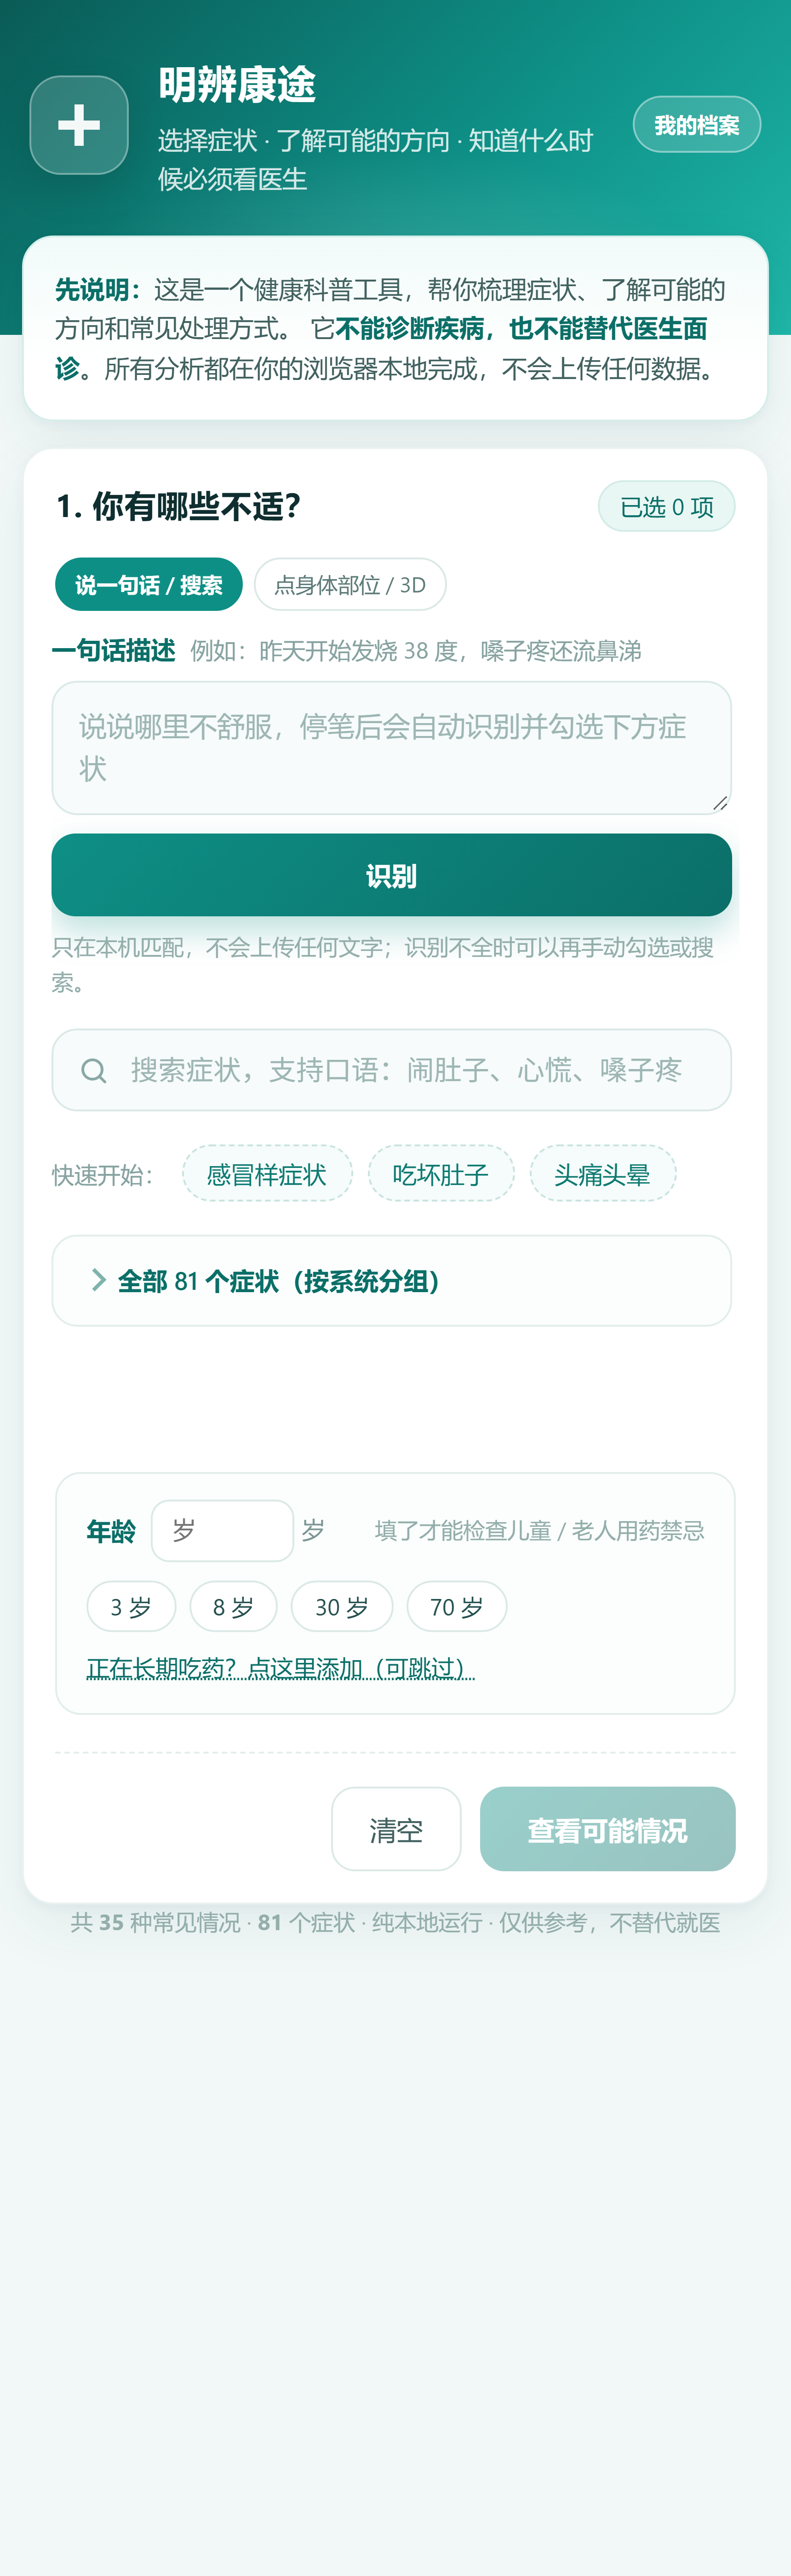 明辨康途
选择症状 · 了解可能的方向 · 知道什么时
候必须看医生
我的档案
先说明：这是一个健康科普工具，帮你梳理症状、了解可能的
方向和常见处理方式。 它不能诊断疾病，也不能替代医生面
诊。所有分析都在你的浏览器本地完成，不会上传任何数据。
1. 你有哪些不适？
已选 0 项
说一句话 / 搜索
点身体部位 / 3D
一句话描述 例如：昨天开始发烧 38 度，嗓子疼还流鼻涕
说说哪里不舒服，停笔后会自动识别并勾选下方症
状
识别
只在本机匹配，不会上传任何文字；识别不全时可以再手动勾选或搜
索。
搜索症状，支持口语：闹肚子、心慌、嗓子疼
快速开始：
感冒样症状
吃坏肚子
头痛头晕
全部 81 个症状（按系统分组）
年龄 岁 岁 填了才能检查儿童 / 老人用药禁忌
3 岁
8 岁
30 岁
70 岁
正在长期吃药？点这里添加（可跳过）
清空
查看可能情况
共 35 种常见情况 · 81 个症状 · 纯本地运行 · 仅供参考，不替代就医